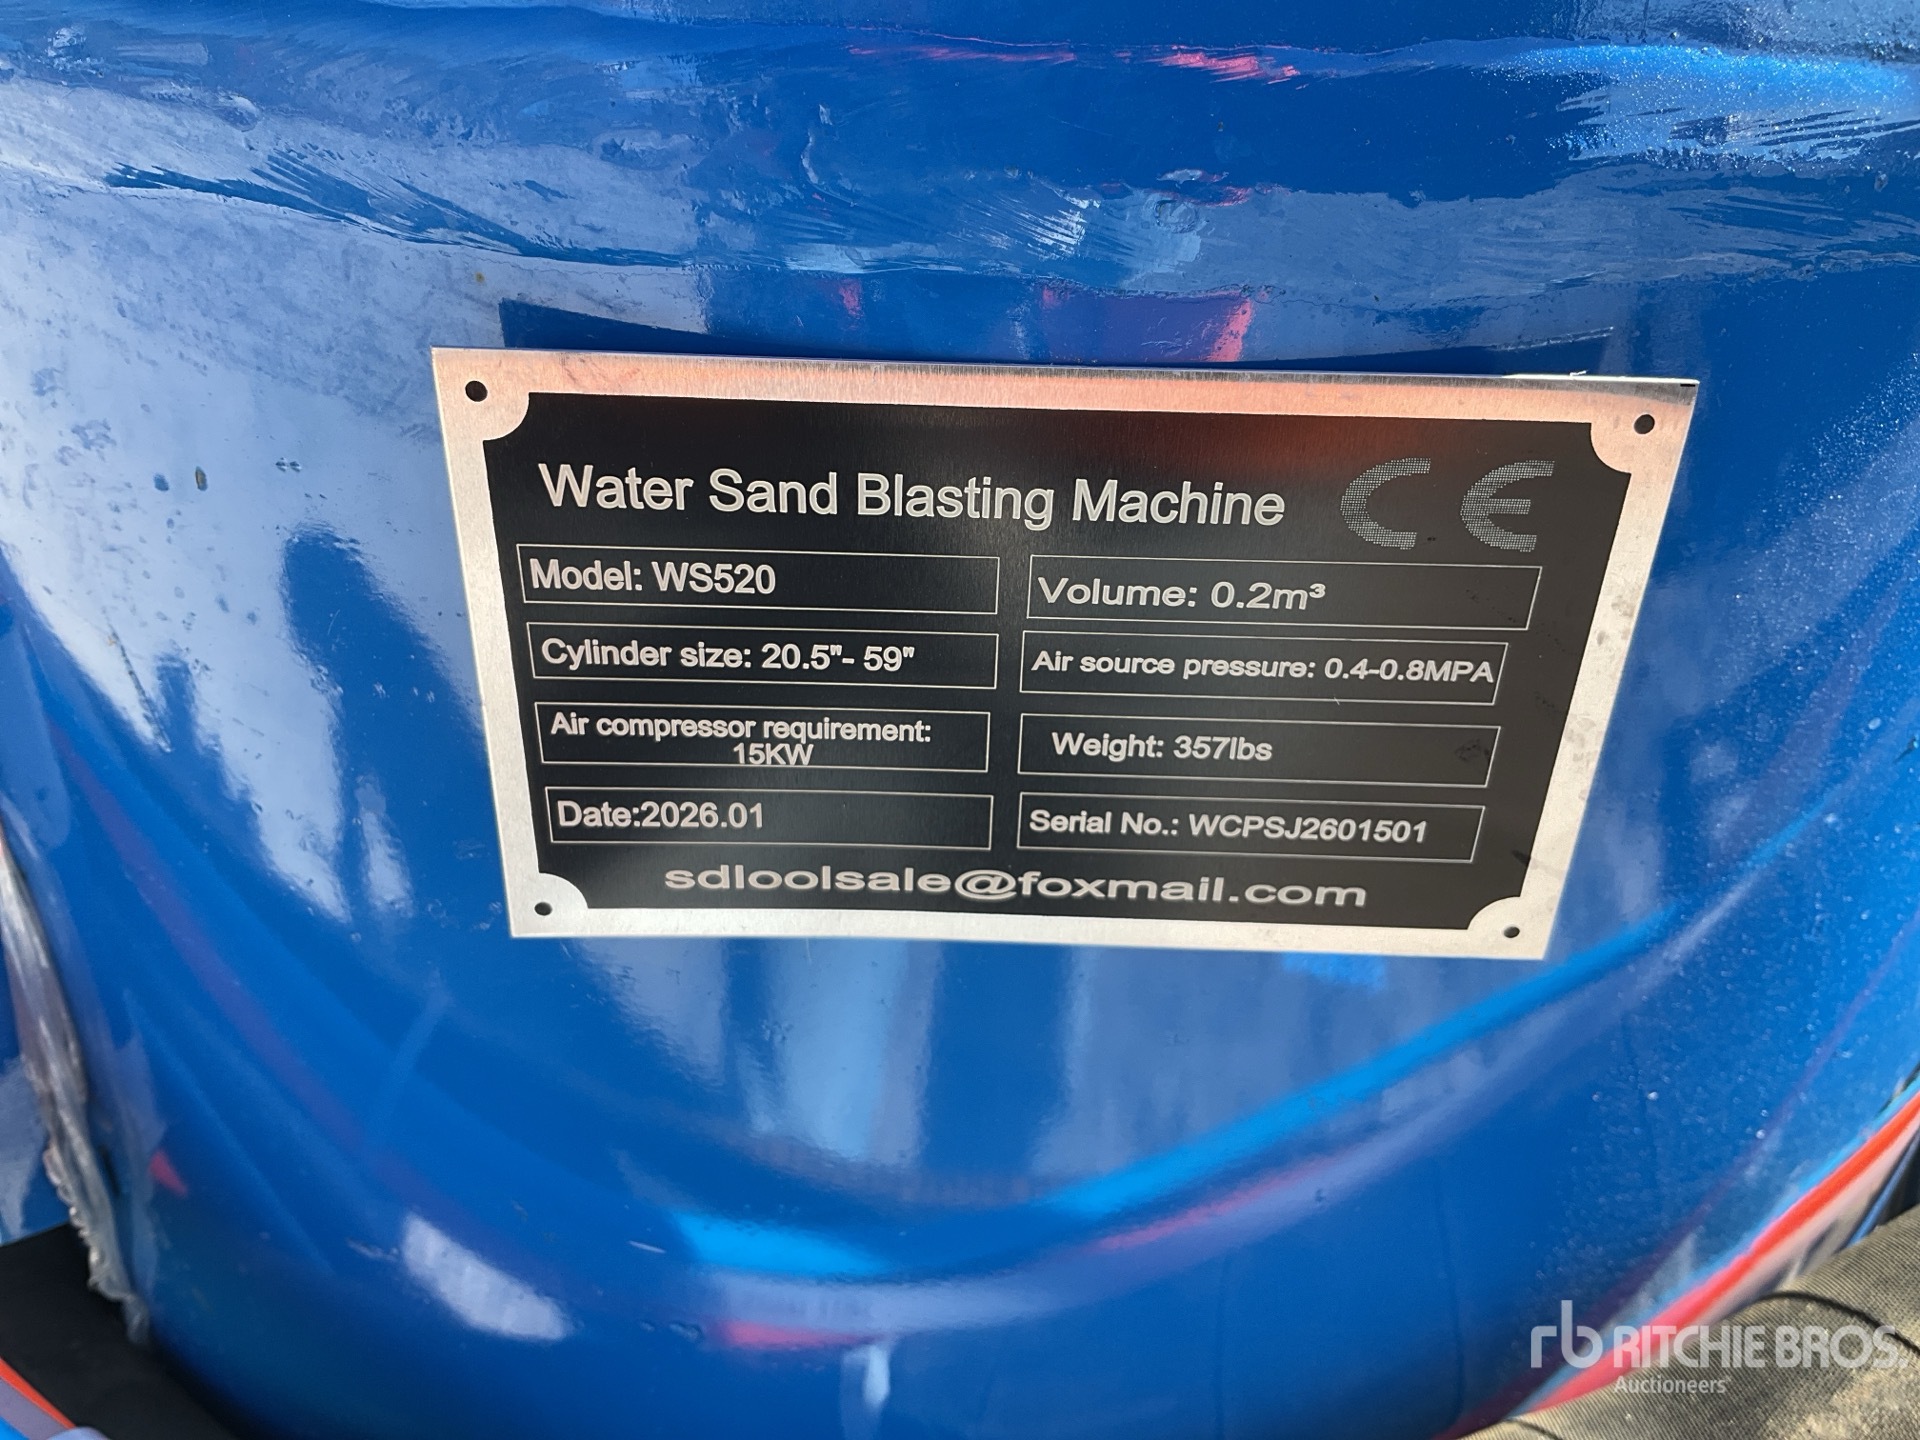 Water Sand Blasting Machine CE
Model: WS520
Volume: 0.2m³
Cylinder size: 20.5"- 59"
Air source pressure: 0.4-0.8MPA
Air compressor requirement:
15KW
Weight: 357lbs
Date:2026.01
Serial No.: WCPSJ2601501
sdloolsale@foxmail.com
rb RITCHIE BROS.
Auctioneers